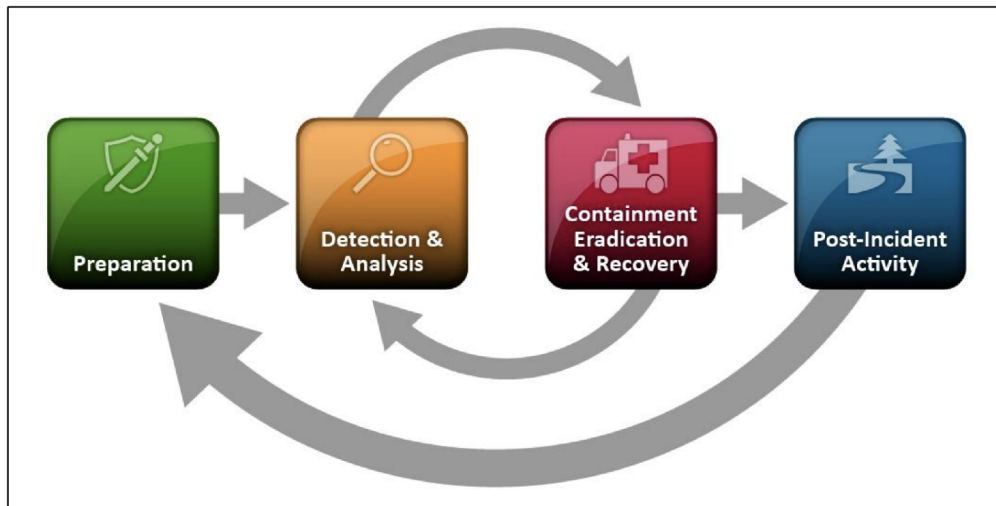 Preparation
Detection &
Analysis
Containment
Eradication
& Recovery
Post-Incident
Activity